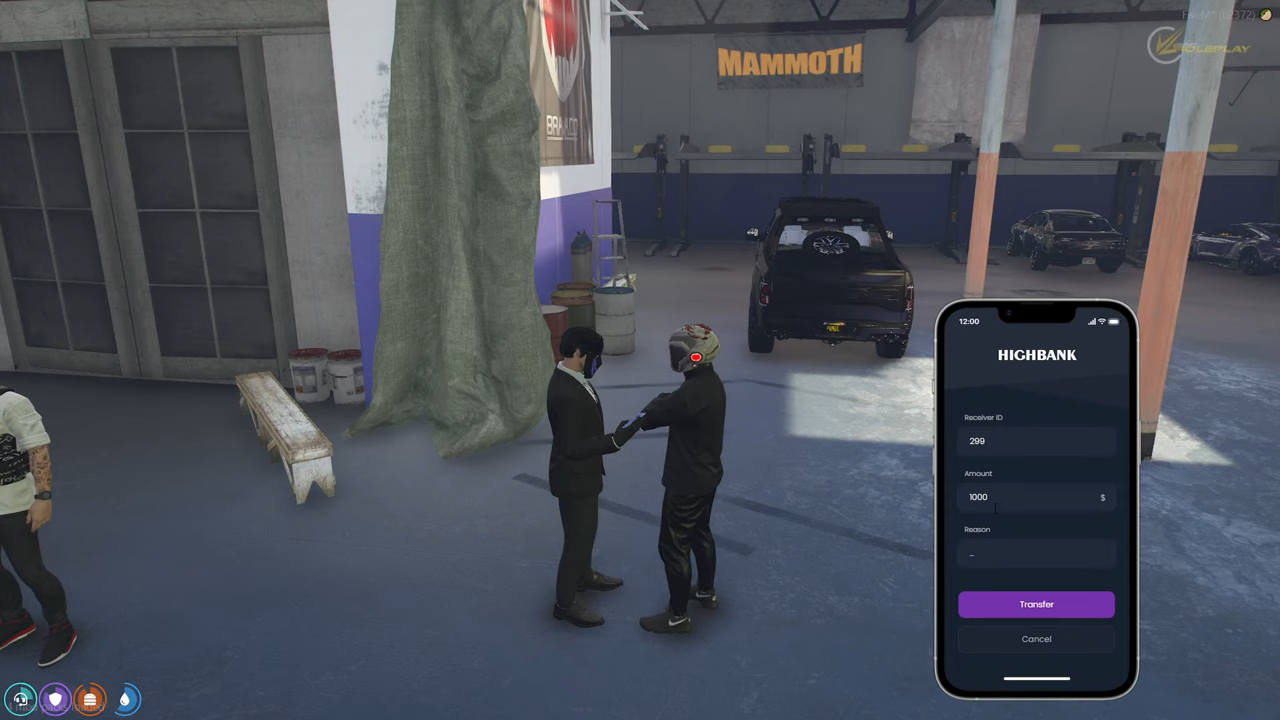 MAMMOTH
12:00
HIGHBANK
Receiver ID
299
Amount
1000 $
Reason
Transfer
Cancel